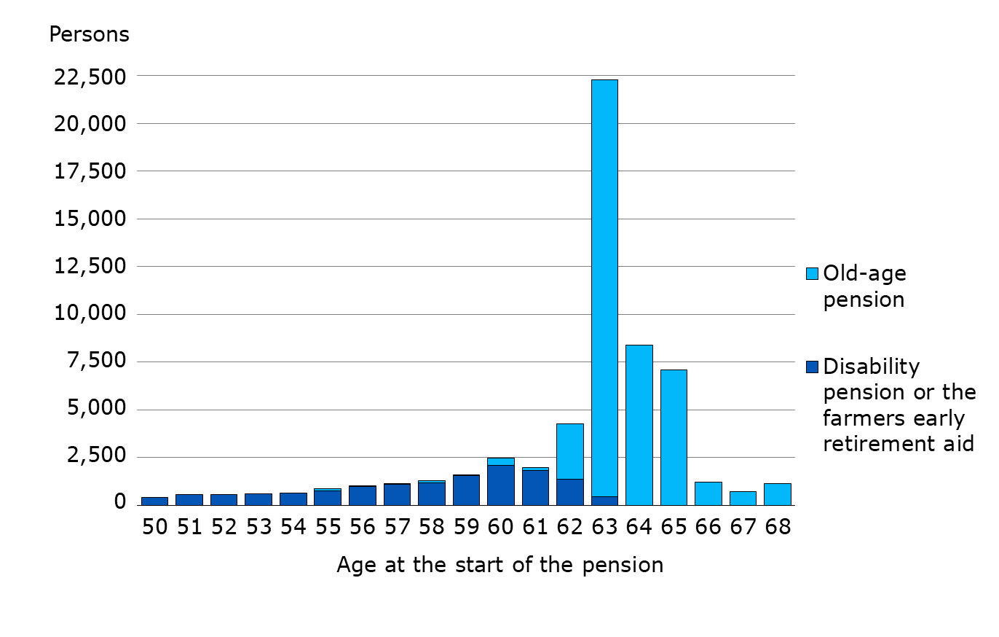 Persons
22,500
20,000
17,500
15,000
12,500
10,000
7,500
5,000
2,500
0
50 51 52 53 54 55 56 57 58 59 60 61 62 63 64 65 66 67 68
Age at the start of the pension
Old-age
pension
Disability
pension or the
farmers early
retirement aid